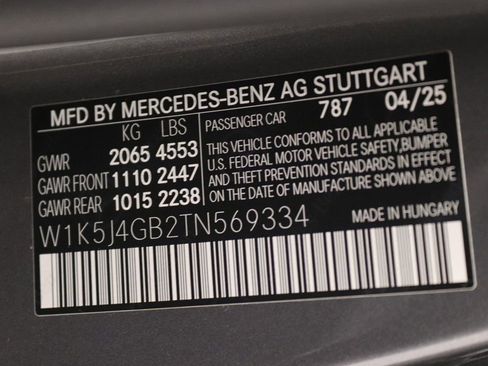 MFD BY MERCEDES-BENZ AG STUTTGART
KG LBS PASSENGER CAR 787 04/25
GVWR 2065 4553
GAWR FRONT 1110 2447
GAWR REAR 1015 2238
THIS VEHICLE CONFORMS TO ALL APPLICABLE
U.S. FEDERAL MOTOR VEHICLE SAFETY,BUMPER
AND THEFT PREVENTION STANDARDS IN EFFECT
ON THE DATE OF MANUFACTURE SHOWN ABOVE.
W1K5J4GB2TN569334 MADE IN HUNGARY